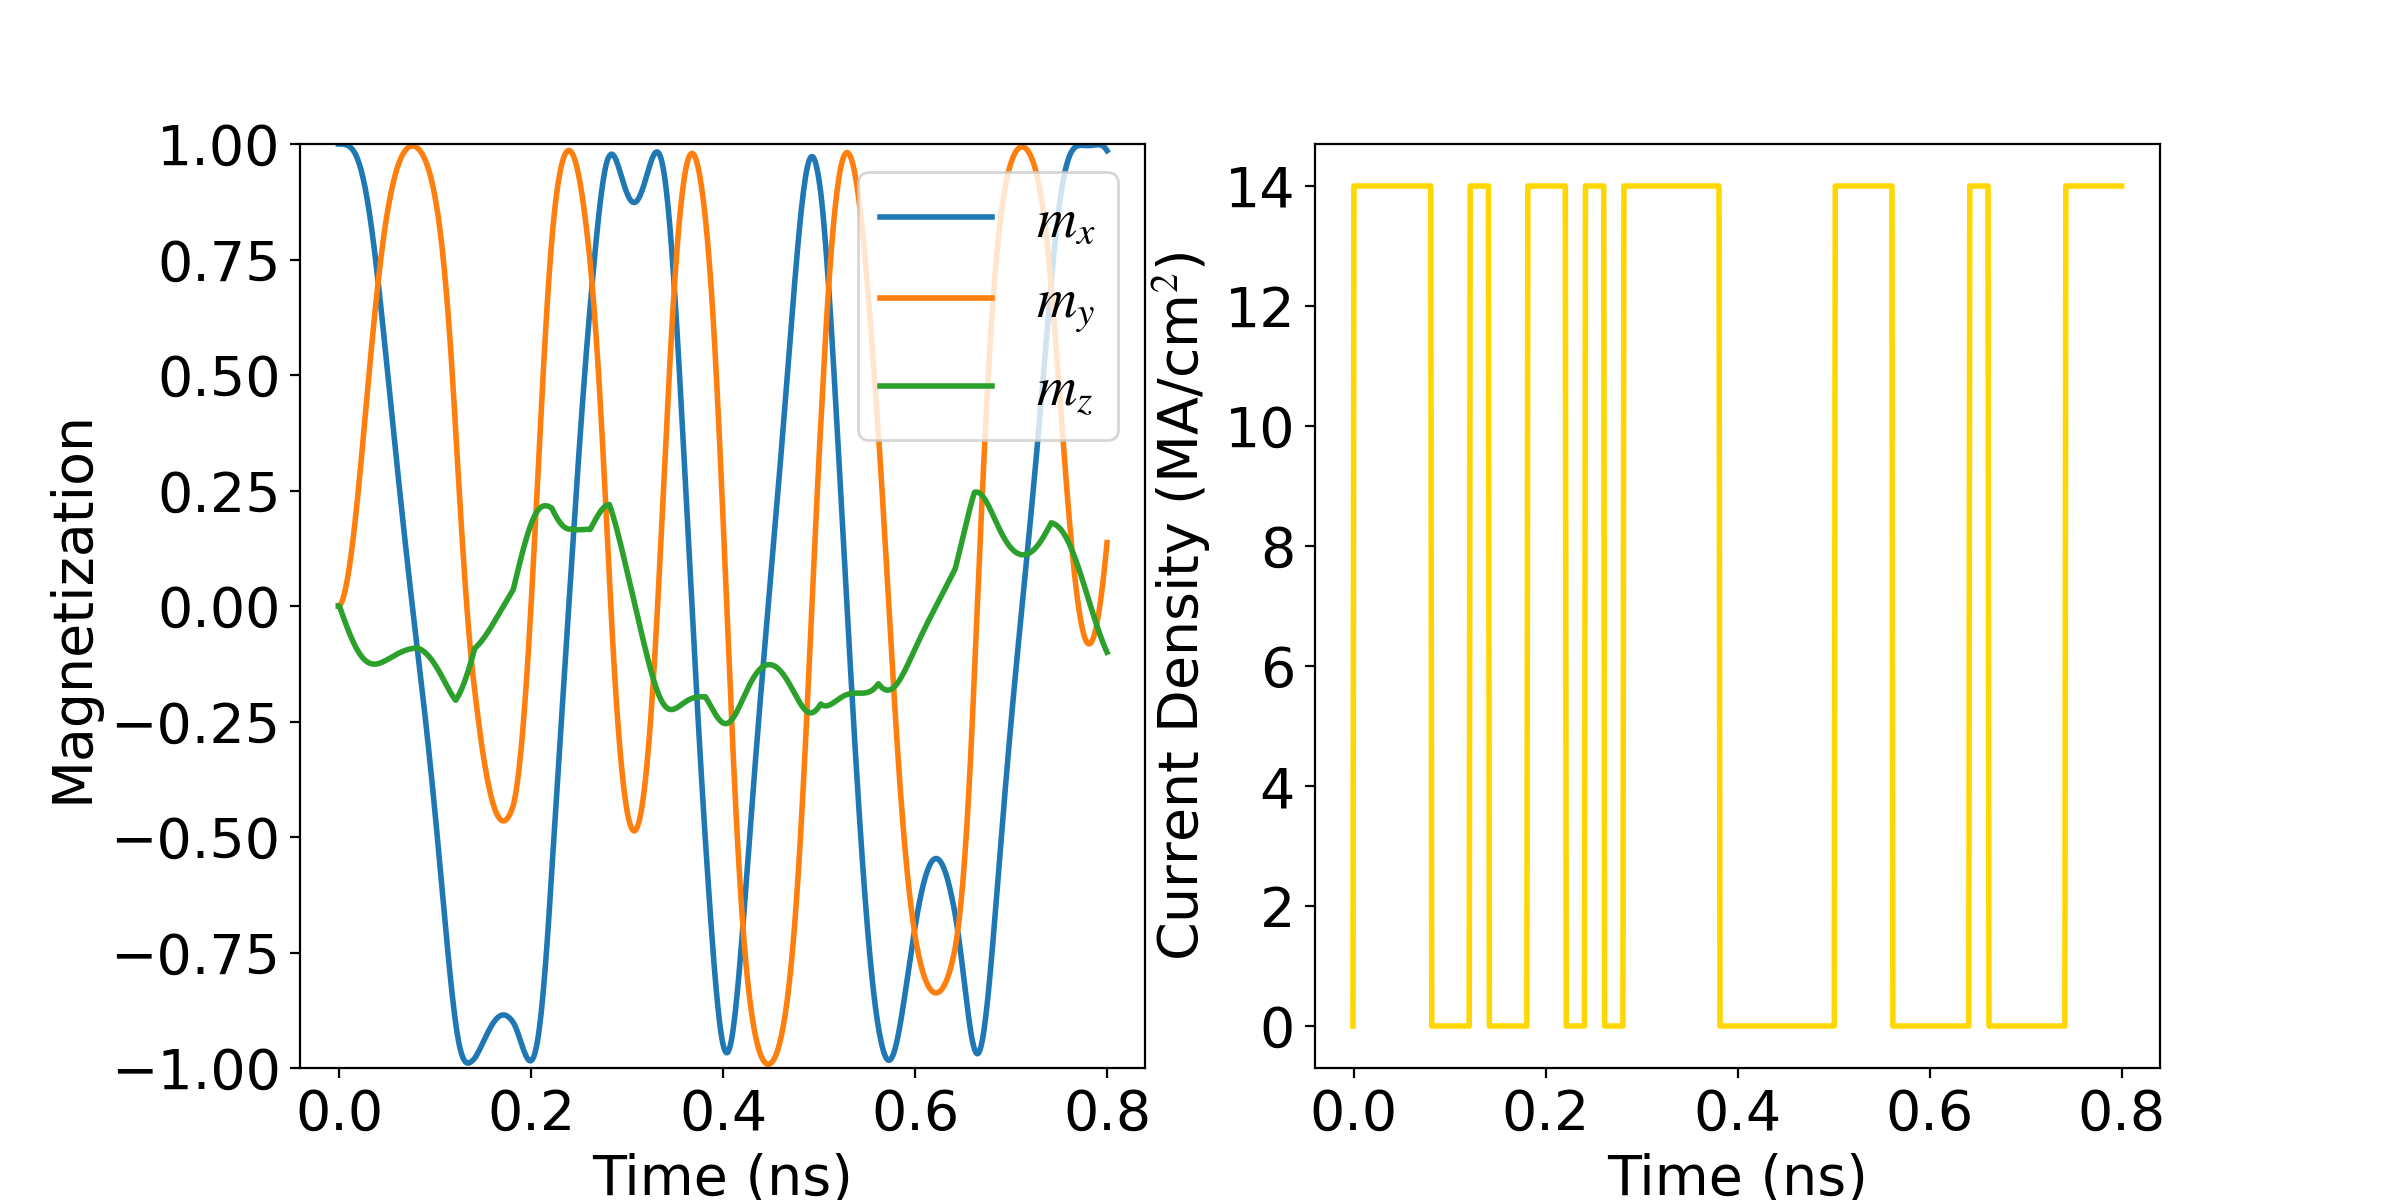 1.00
0.75
0.50
0.25
0.00
−0.25
−0.50
−0.75
−1.00
Magnetization
0.0 0.2 0.4 0.6 0.8
Time (ns)
m_x
m_y
m_z
14
12
10
8
6
4
2
0
Current Density (MA/cm²)
0.0 0.2 0.4 0.6 0.8
Time (ns)